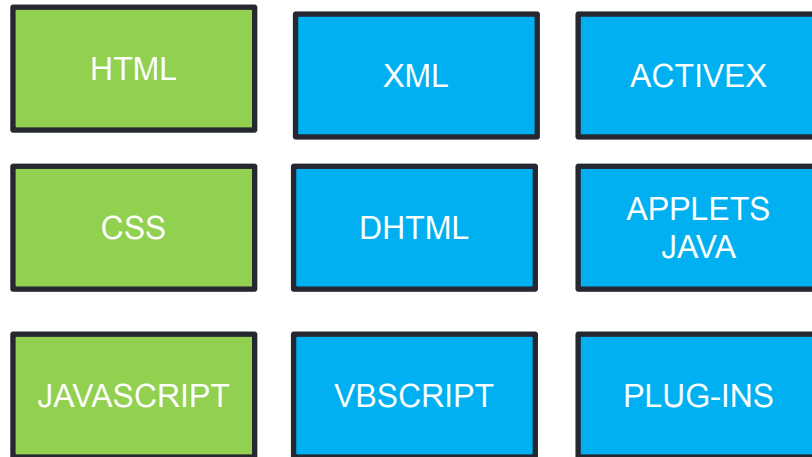 HTML
XML
ACTIVEX
CSS
DHTML
APPLETS
JAVA
JAVASCRIPT
VBSCRIPT
PLUG-INS